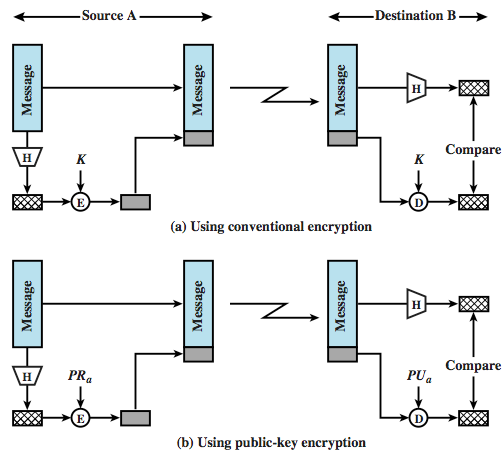 Source A
Destination B
Message
Message
Message
H
H
K
K
Compare
E
D
(a) Using conventional encryption
Message
Message
Message
H
H
PRa
PUa
Compare
E
D
(b) Using public-key encryption